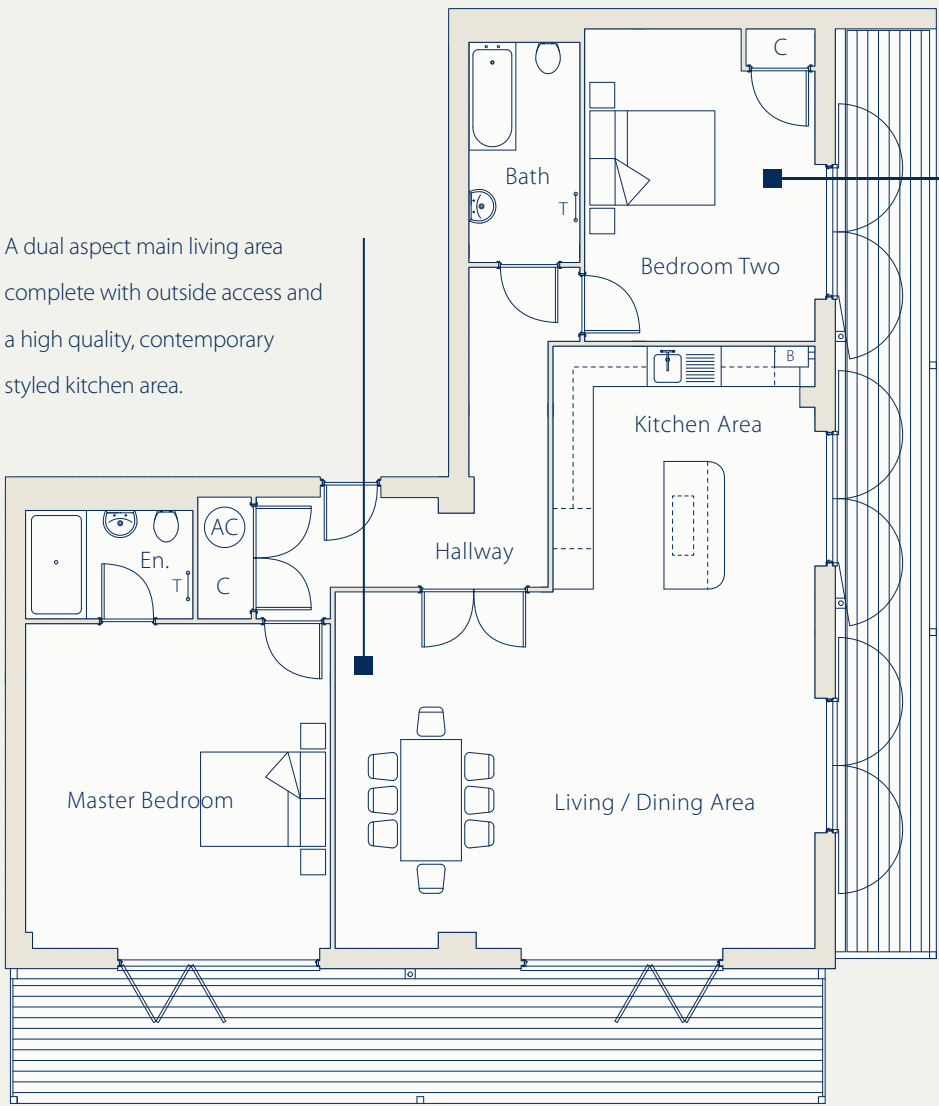 C
Bath
T
Bedroom Two
A dual aspect main living area
complete with outside access and
a high quality, contemporary
styled kitchen area.
B
Kitchen Area
AC
En.
T
C
Hallway
Master Bedroom
Living / Dining Area